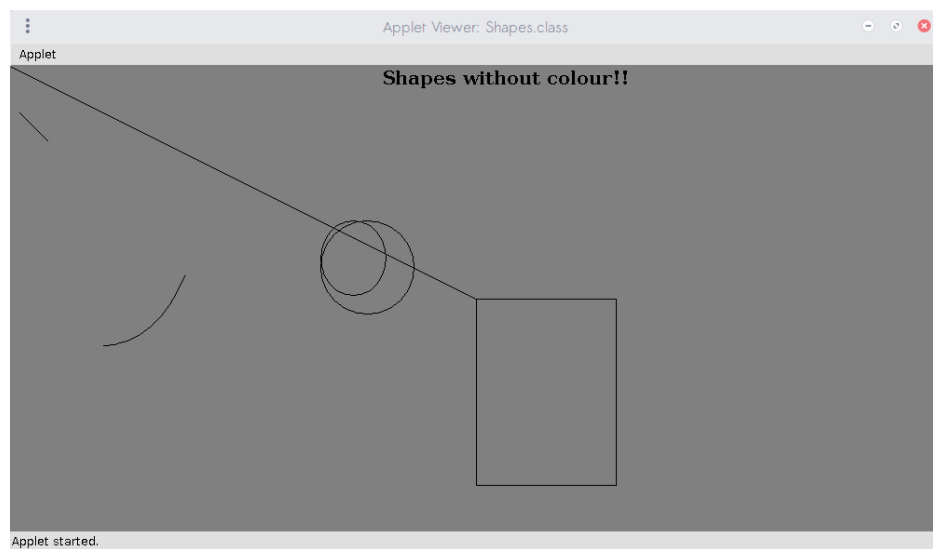 Applet Viewer: Shapes.class
Applet
Shapes without colour!!
Applet started.